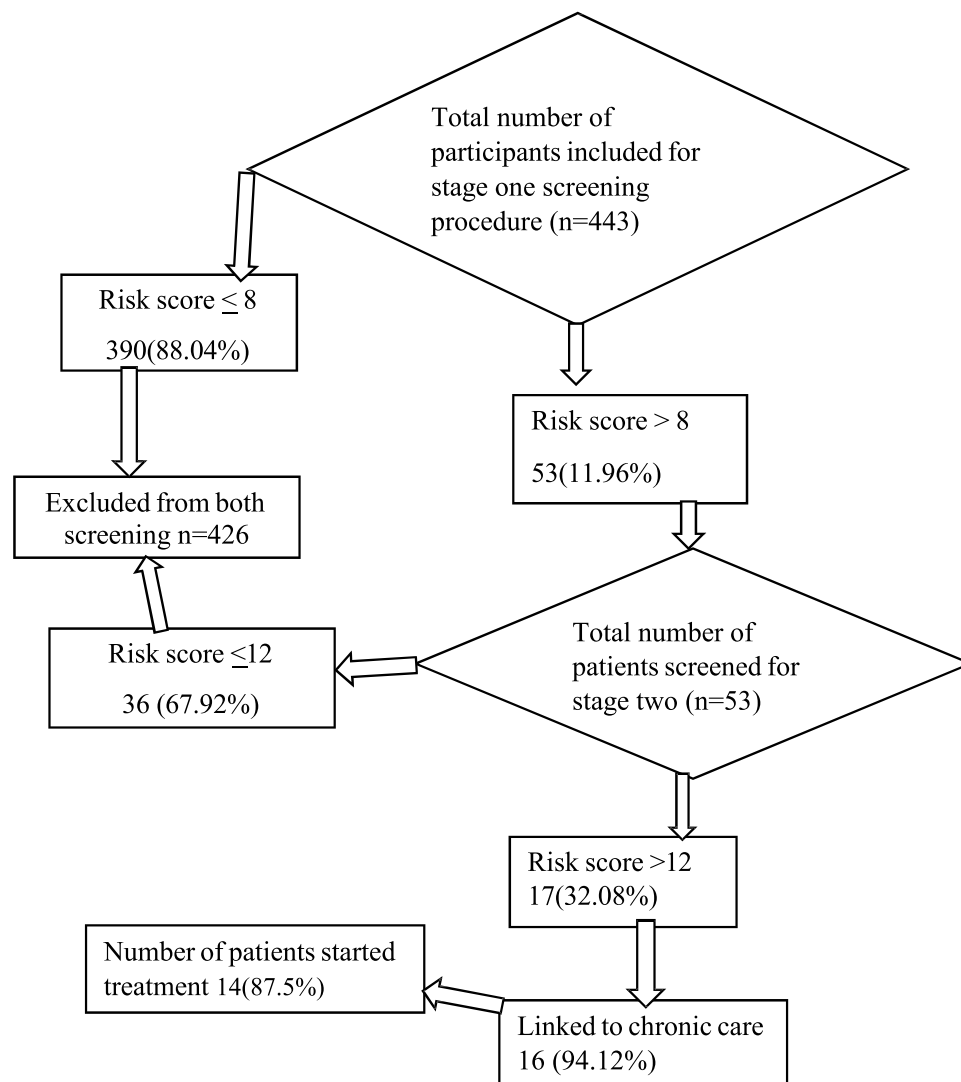 Total number of
participants included for
stage one screening
procedure (n=443)
Risk score ≤ 8
390(88.04%)
Risk score > 8
53(11.96%)
Excluded from both
screening n=426
Total number of
patients screened for
stage two (n=53)
Risk score ≤12
36 (67.92%)
Risk score >12
17(32.08%)
Number of patients started
treatment 14(87.5%)
Linked to chronic care
16 (94.12%)